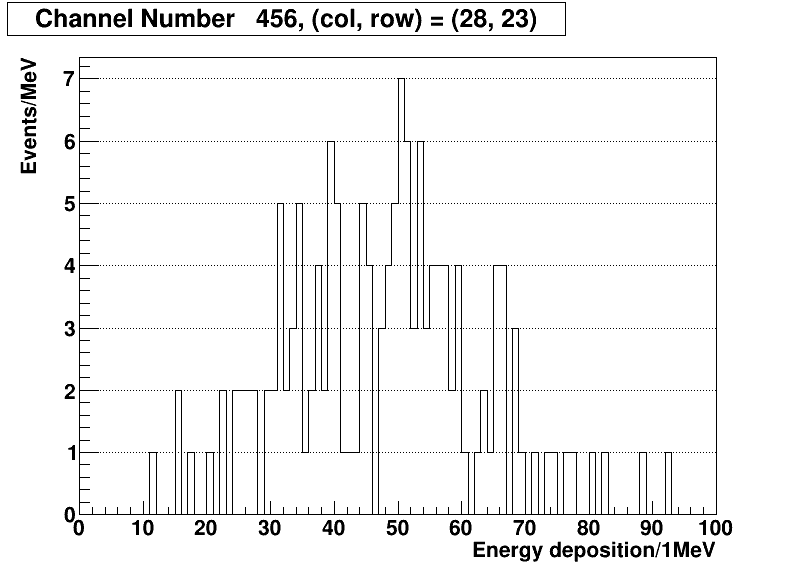 Channel Number 456, (col, row) = (28, 23)
Events/MeV
7
6
5
4
3
2
1
0
0 10 20 30 40 50 60 70 80 90 100
Energy deposition/1MeV